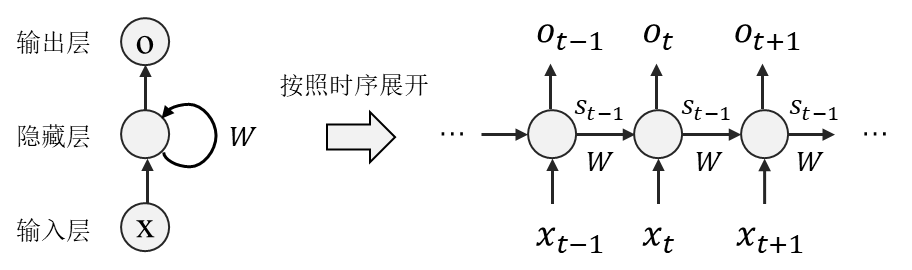 输出层
o
隐藏层
W
输入层
x
按照时序展开
o_{t-1} o_t o_{t+1}
… s_{t-1} s_{t-1} s_{t-1} …
W W W
x_{t-1} x_t x_{t+1}